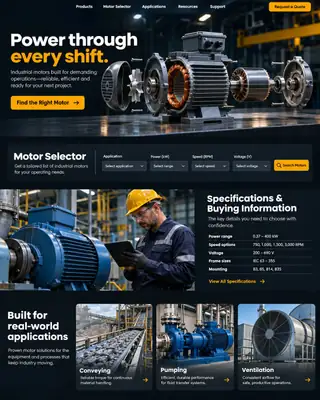 Products Motor Selector Applications Resources Support Request a Quote
Power through
every shift.
Industrial motors built for demanding
operations—reliable, efficient and
ready for your next project.
Find the Right Motor →
Motor Selector
Get a tailored list of industrial motors
for your operating needs.
Application Power (kW) Speed (RPM) Voltage (V)
Select application Select range Select speed Select voltage Search Motors
Specifications &
Buying Information
The key details you need to choose with
confidence.
Power range 0.37 – 400 kW
Speed options 750, 1,000, 1,500, 3,000 RPM
Voltage 200 – 690 V
Frame sizes IEC 63 – 355
Mounting B3, B5, B14, B35
View All Specifications →
Built for
real-world
applications
Proven motor solutions for the
equipment and processes that
keep industry moving.
Conveying
Reliable torque for continuous
material handling.
Pumping
Efficient, durable performance
for fluid transfer systems.
Ventilation
Consistent airflow for
safe, productive operations.